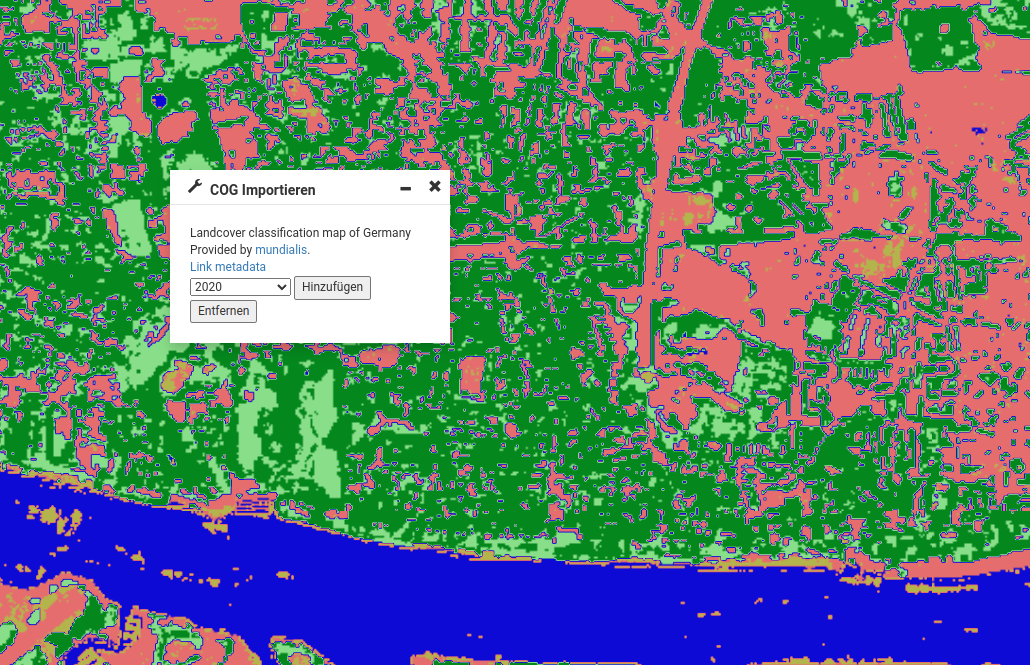 COG Importieren
Landcover classification map of Germany
Provided by mundialis.
Link metadata
2020 Hinzufügen
Entfernen